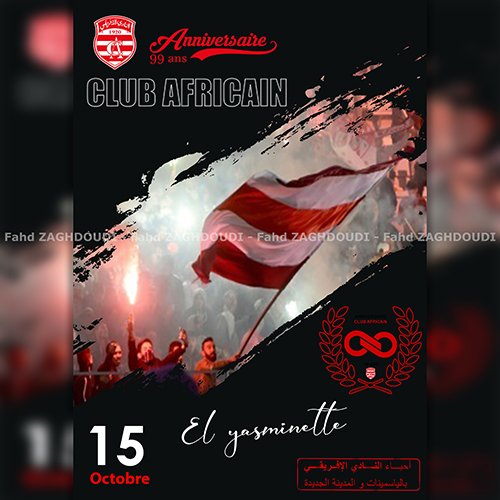 1920
Anniversaire
99 ans
CLUB AFRICAIN
Fahd ZAGHDOUDI - Fahd ZAGHDOUDI - Fahd ZAGHDOUDI - Fahd ZAGHDOUDI
CLUB AFRICAIN
El yasminette
15
Octobre
أحباء النادي الإفريقي
بالياسمينات و المدينة الجديدة